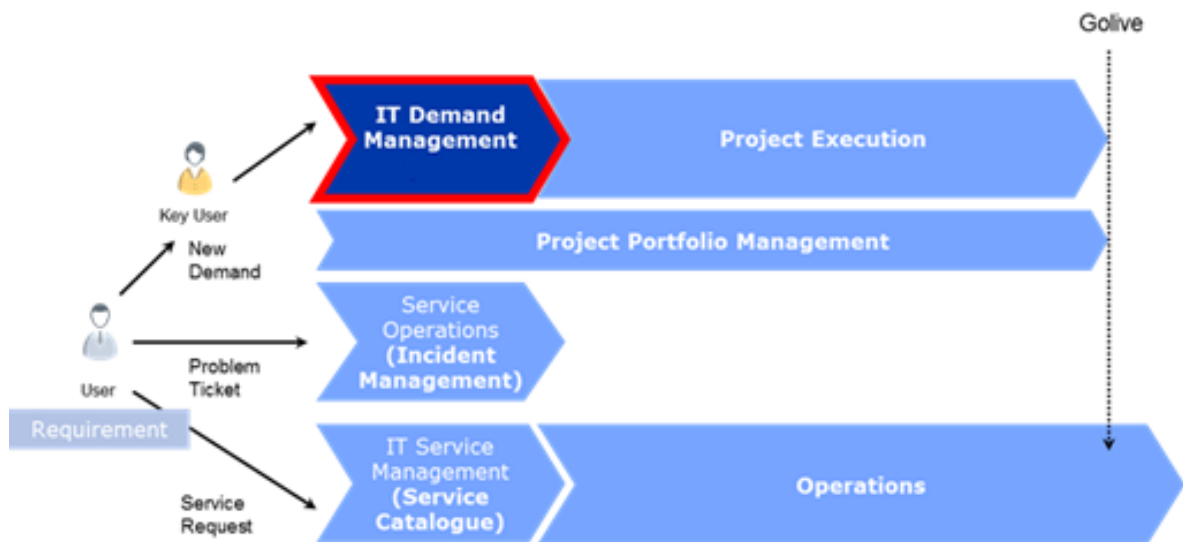 Golive
IT Demand
Management
Project Execution
Key User
New
Demand
Project Portfolio Management
Service
Operations
(Incident
Management)
Problem
Ticket
User
Requirement
IT Service
Management
(Service
Catalogue)
Operations
Service
Request